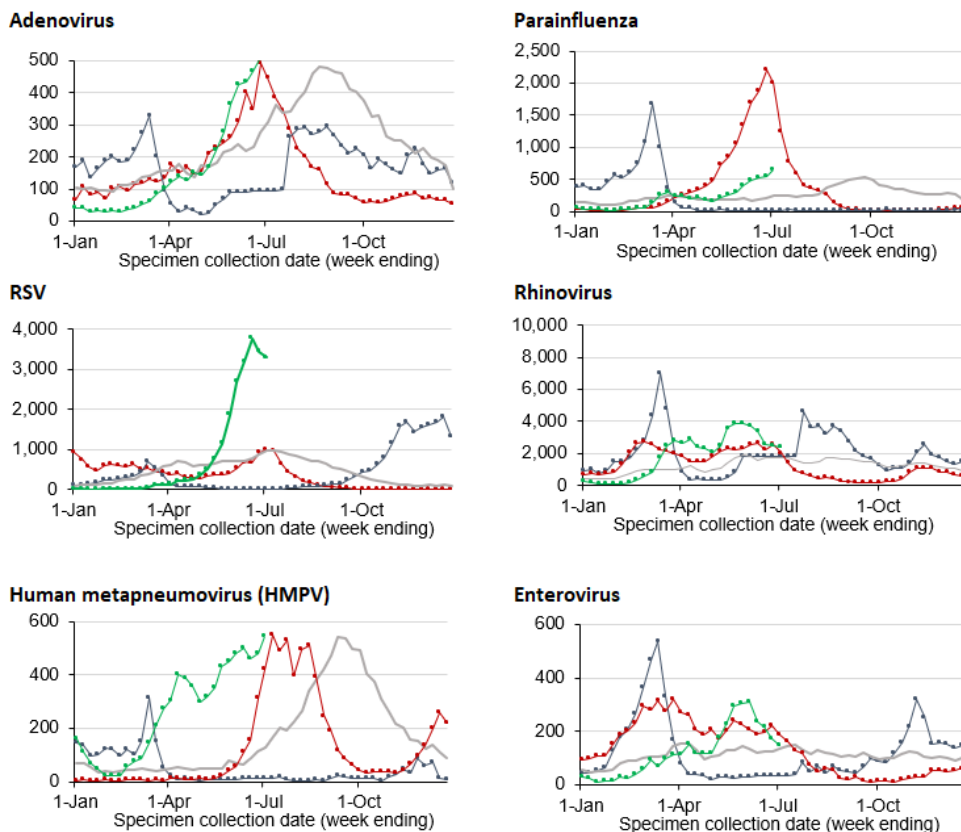 Adenovirus
500
400
300
200
100
0
1-Jan 1-Apr 1-Jul 1-Oct
Specimen collection date (week ending)
Parainfluenza
2,500
2,000
1,500
1,000
500
0
1-Jan 1-Apr 1-Jul 1-Oct
Specimen collection date (week ending)
RSV
4,000
3,000
2,000
1,000
0
1-Jan 1-Apr 1-Jul 1-Oct
Specimen collection date (week ending)
Rhinovirus
10,000
8,000
6,000
4,000
2,000
0
1-Jan 1-Apr 1-Jul 1-Oct
Specimen collection date (week ending)
Human metapneumovirus (HMPV)
600
400
200
0
1-Jan 1-Apr 1-Jul 1-Oct
Specimen collection date (week ending)
Enterovirus
600
400
200
0
1-Jan 1-Apr 1-Jul 1-Oct
Specimen collection date (week ending)